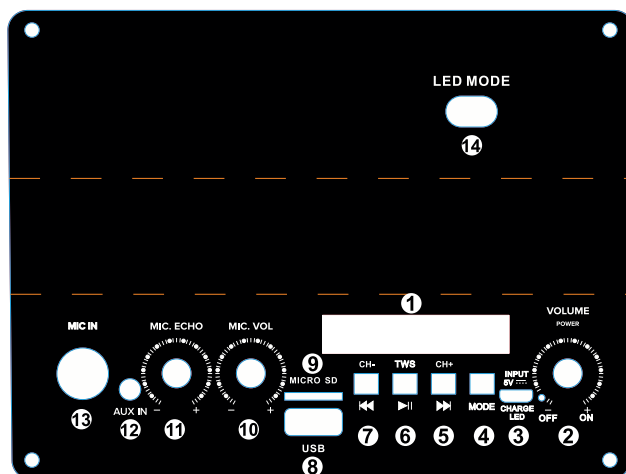 LED MODE
14
1
VOLUME
POWER
MIC IN
MIC. ECHO
MIC. VOL
9
MICRO SD
CH-
TWS
CH+
INPUT
5V
MODE
CHARGE
LED
- +
OFF ON
AUX IN
- +
- +
USB
13
12
11
10
8
7
6
5
4
3
2